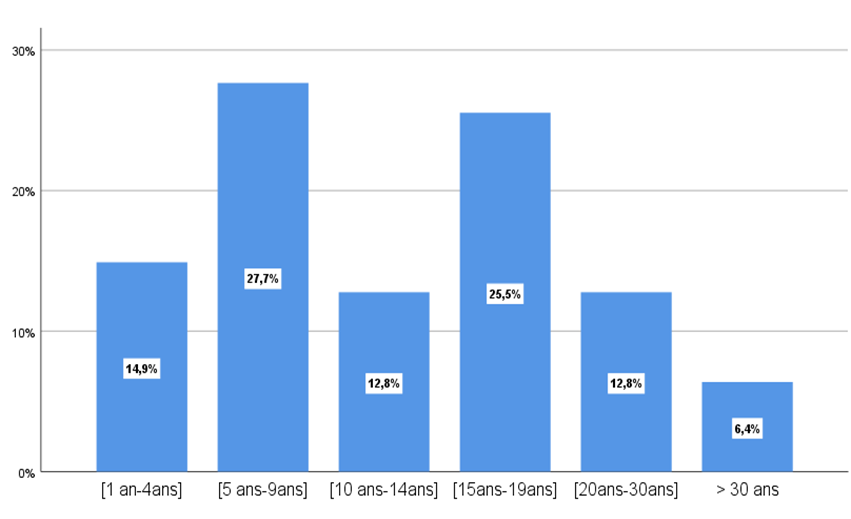 30%
20%
10%
0%
14,9%
27,7%
12,8%
25,5%
12,8%
6,4%
[1 an-4ans]
[5 ans-9ans]
[10 ans-14ans]
[15ans-19ans]
[20ans-30ans]
> 30 ans